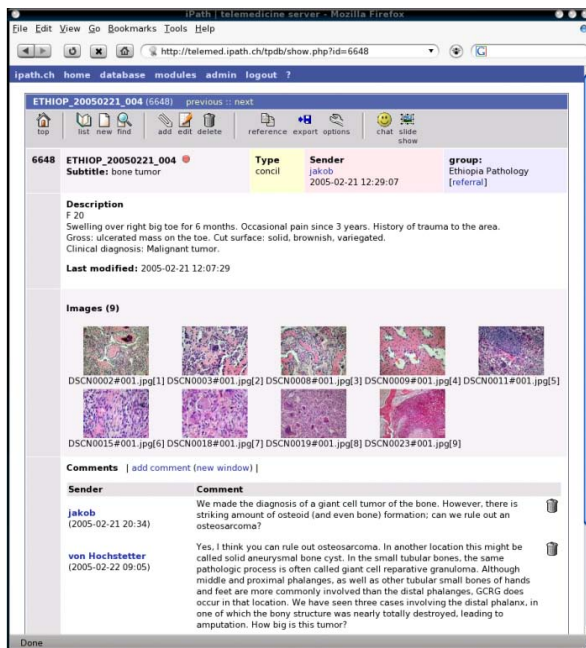 iPath | telemedicine server - Mozilla Firefox
File Edit View Go Bookmarks Tools Help
http://telemed.ipath.ch/tpdb/show.php?id=6648
ipath.ch home database modules admin logout ?
ETHIOP_20050221_004 (6648) previous :: next
top list new find add edit delete reference export options chat slide show
6648 ETHIOP_20050221_004 Type Sender group:
Subtitle: bone tumor concil jakob Ethiopia Pathology
2005-02-21 12:29:07 [referral]
Description
F 20
Swelling over right big toe for 6 months. Occasional pain since 3 years. History of trauma to the area.
Gross: ulcerated mass on the toe. Cut surface: solid, brownish, variegated.
Clinical diagnosis: Malignant tumor.
Last modified: 2005-02-21 12:07:29
Images (9)
DSCN0002#001.jpg[1] DSCN0003#001.jpg[2] DSCN0008#001.jpg[3] DSCN0009#001.jpg[4] DSCN0011#001.jpg[5]
DSCN0015#001.jpg[6] DSCN0018#001.jpg[7] DSCN0019#001.jpg[8] DSCN0023#001.jpg[9]
Comments | add comment (new window) |
Sender Comment
jakob
(2005-02-21 20:34)
We made the diagnosis of a giant cell tumor of the bone. However, there is
striking amount of osteoid (and even bone) formation; can we rule out an
osteosarcoma?
von Hochstetter
(2005-02-22 09:05)
Yes, I think you can rule out osteosarcoma. In another location this might be
called solid aneurysmal bone cyst. In the small tubular bones, the same
pathologic process is often called giant cell reparative granuloma. Although
middle and proximal phalanges, as well as other tubular small bones of hands
and feet are more commonly involved than the distal phalanges, GCRG does
occur in that location. We have seen three cases involving the distal phalanx, in
one of which the bony structure was nearly totally destroyed, leading to
amputation. How big is this tumor?
Done